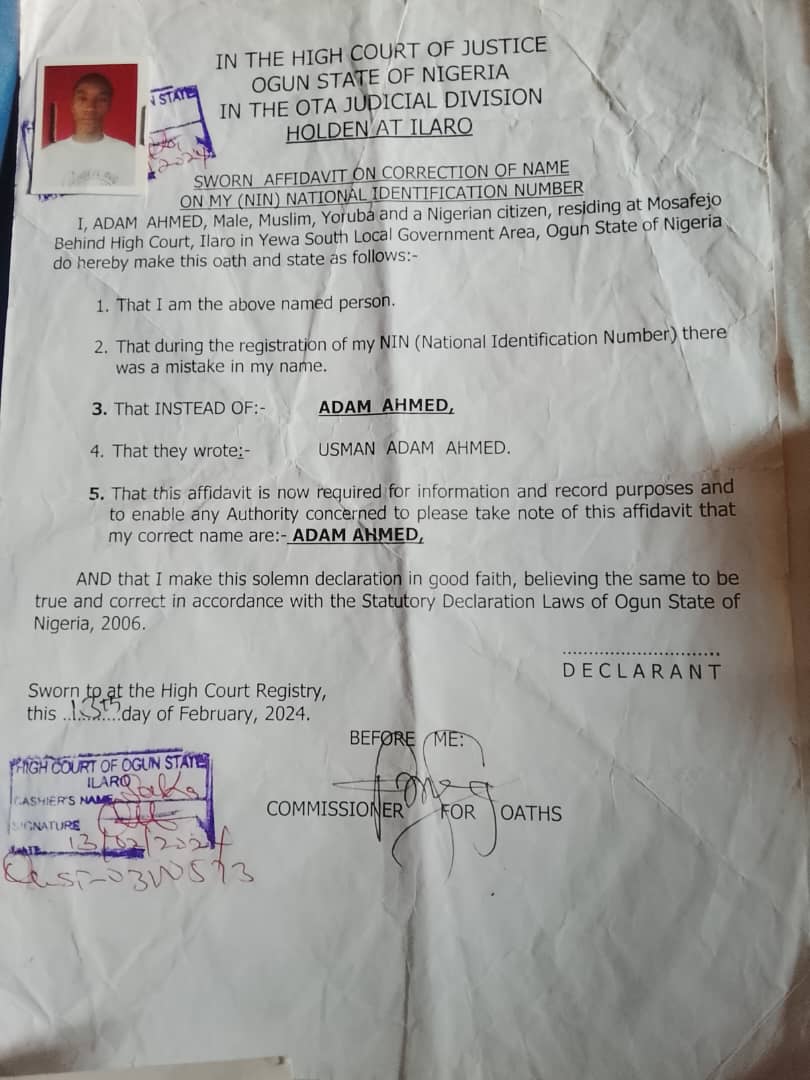 IN THE HIGH COURT OF JUSTICE
OGUN STATE OF NIGERIA
IN THE OTA JUDICIAL DIVISION
HOLDEN AT ILARO
N STATE
2024
SWORN AFFIDAVIT ON CORRECTION OF NAME
ON MY (NIN) NATIONAL IDENTIFICATION NUMBER
I, ADAM AHMED, Male, Muslim, Yoruba and a Nigerian citizen, residing at Mosafejo
Behind High Court, Ilaro in Yewa South Local Government Area, Ogun State of Nigeria
do hereby make this oath and state as follows:-
1. That I am the above named person.
2. That during the registration of my NIN (National Identification Number) there
was a mistake in my name.
3. That INSTEAD OF:- ADAM AHMED,
4. That they wrote:- USMAN ADAM AHMED.
5. That this affidavit is now required for information and record purposes and
to enable any Authority concerned to please take note of this affidavit that
my correct name are:- ADAM AHMED,
AND that I make this solemn declaration in good faith, believing the same to be
true and correct in accordance with the Statutory Declaration Laws of Ogun State of
Nigeria, 2006.
............................
DECLARANT
Sworn to at the High Court Registry,
this ..13th...day of February, 2024.
BEFORE ME:
COMMISSIONER FOR OATHS
HIGH COURT OF OGUN STATE
ILARO
CASHIER'S NAME
SIGNATURE
DATE 13/02/2024